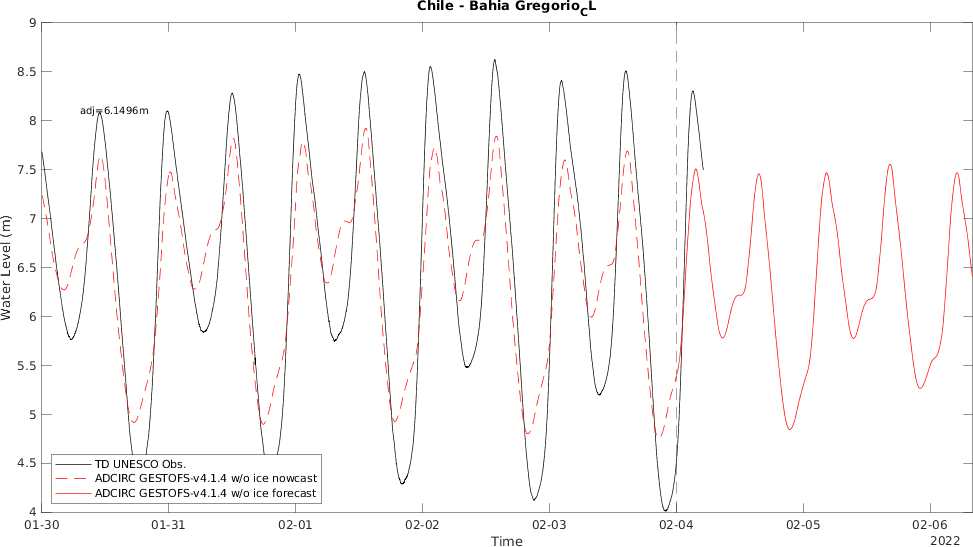 Chile - Bahia Gregorio_CL
9
8.5
8
7.5
7
6.5
6
5.5
5
4.5
4
Water Level (m)
adj=6.1496m
TD UNESCO Obs.
ADCIRC GESTOFS-v4.1.4 w/o ice nowcast
ADCIRC GESTOFS-v4.1.4 w/o ice forecast
01-30 01-31 02-01 02-02 02-03 02-04 02-05 02-06
Time 2022